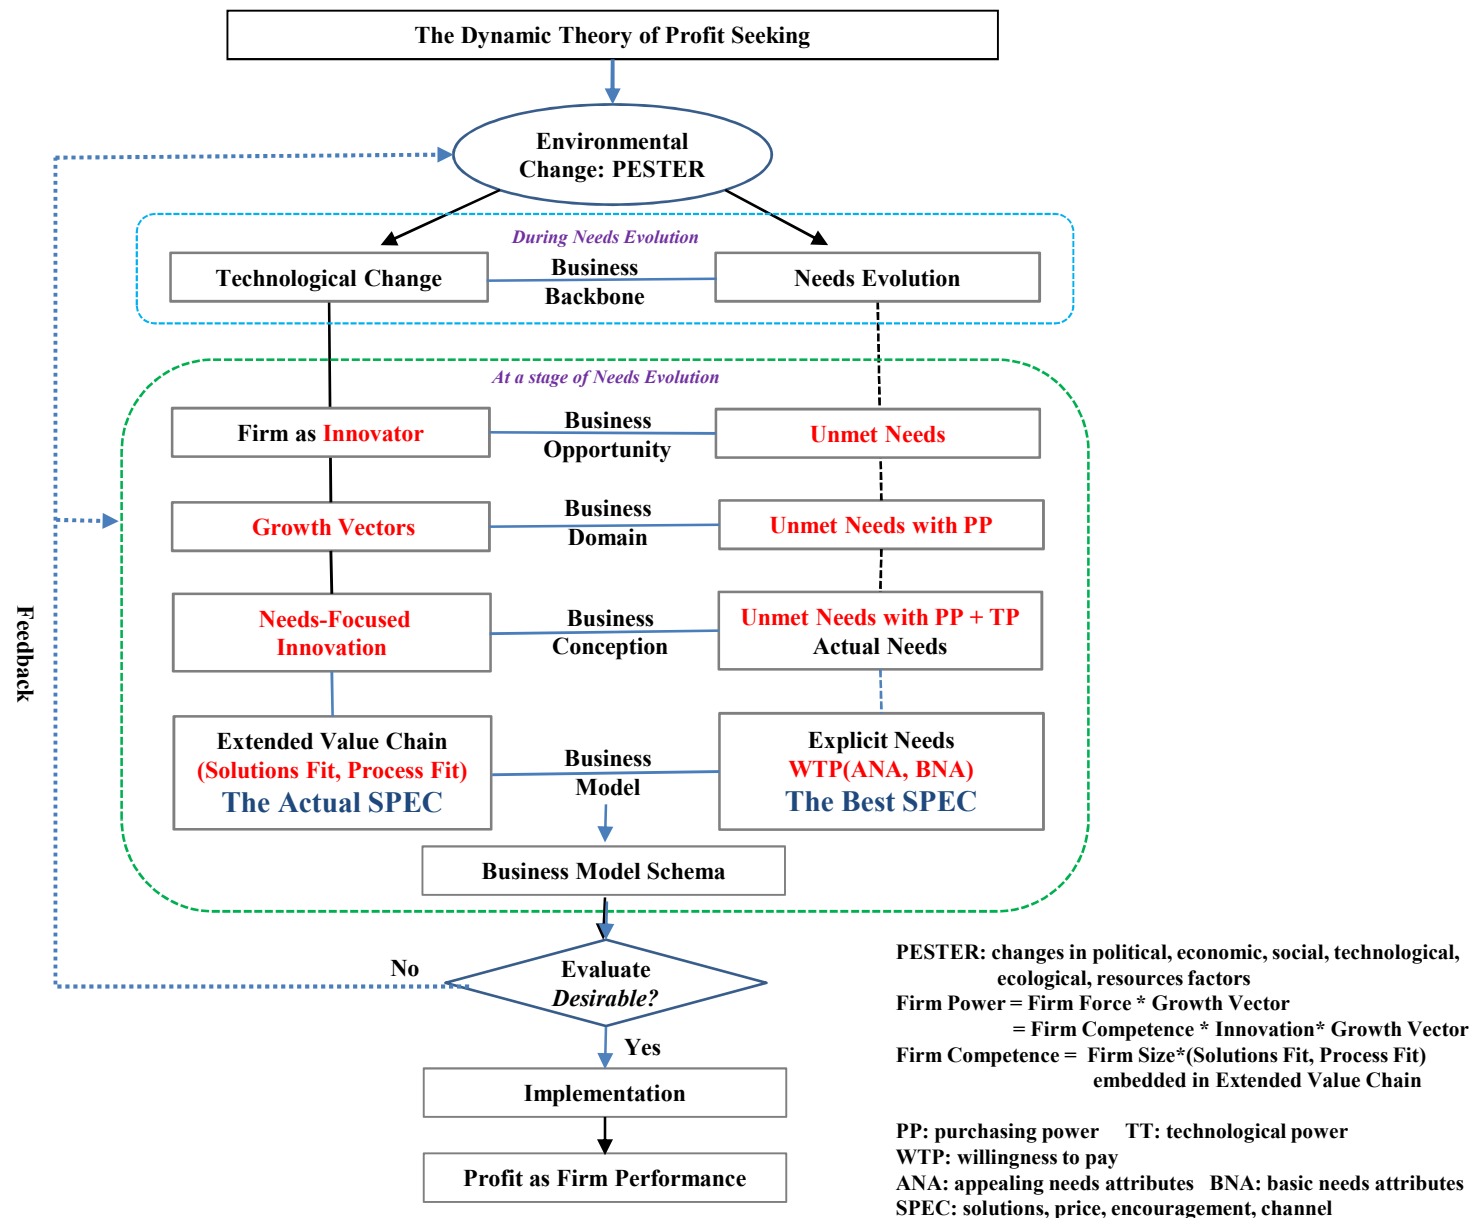 The Dynamic Theory of Profit Seeking
Environmental
Change: PESTER
During Needs Evolution
Technological Change
Business
Backbone
Needs Evolution
At a stage of Needs Evolution
Firm as Innovator
Business
Opportunity
Unmet Needs
Growth Vectors
Business
Domain
Unmet Needs with PP
Needs-Focused
Innovation
Business
Conception
Unmet Needs with PP + TP
Actual Needs
Extended Value Chain
(Solutions Fit, Process Fit)
The Actual SPEC
Business
Model
Explicit Needs
WTP(ANA, BNA)
The Best SPEC
Business Model Schema
Feedback
No
Evaluate
Desirable?
Yes
Implementation
Profit as Firm Performance
PESTER: changes in political, economic, social, technological,
ecological, resources factors
Firm Power = Firm Force * Growth Vector
= Firm Competence * Innovation* Growth Vector
Firm Competence = Firm Size*(Solutions Fit, Process Fit)
embedded in Extended Value Chain
PP: purchasing power TT: technological power
WTP: willingness to pay
ANA: appealing needs attributes BNA: basic needs attributes
SPEC: solutions, price, encouragement, channel